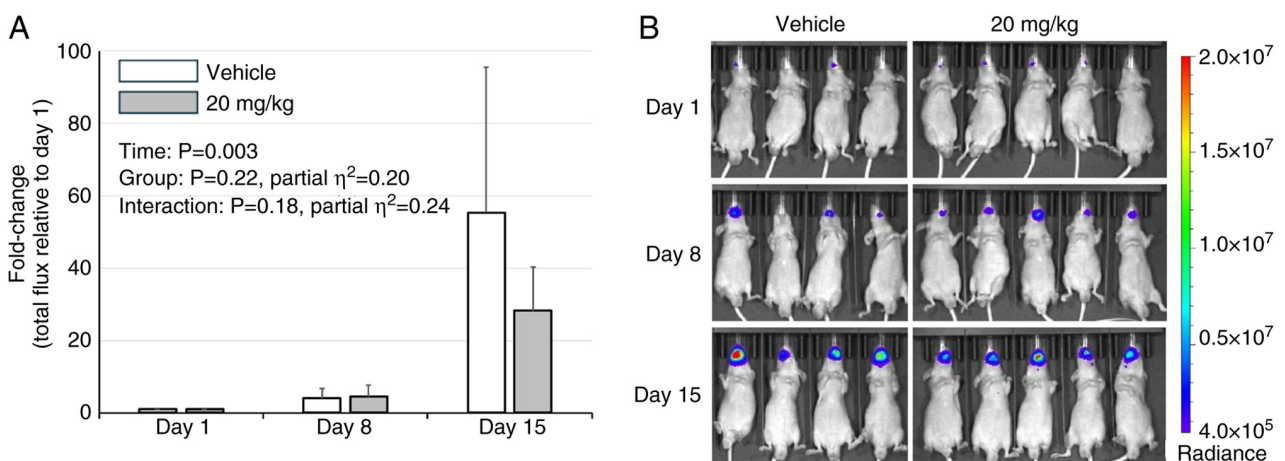 A
Fold-change
(total flux relative to day 1)
100
80
60
40
20
0
Vehicle
20 mg/kg
Time: P=0.003
Group: P=0.22, partial η²=0.20
Interaction: P=0.18, partial η²=0.24
Day 1
Day 8
Day 15
B
Vehicle
20 mg/kg
Day 1
Day 8
Day 15
2.0×10⁷
1.5×10⁷
1.0×10⁷
0.5×10⁷
4.0×10⁵
Radiance